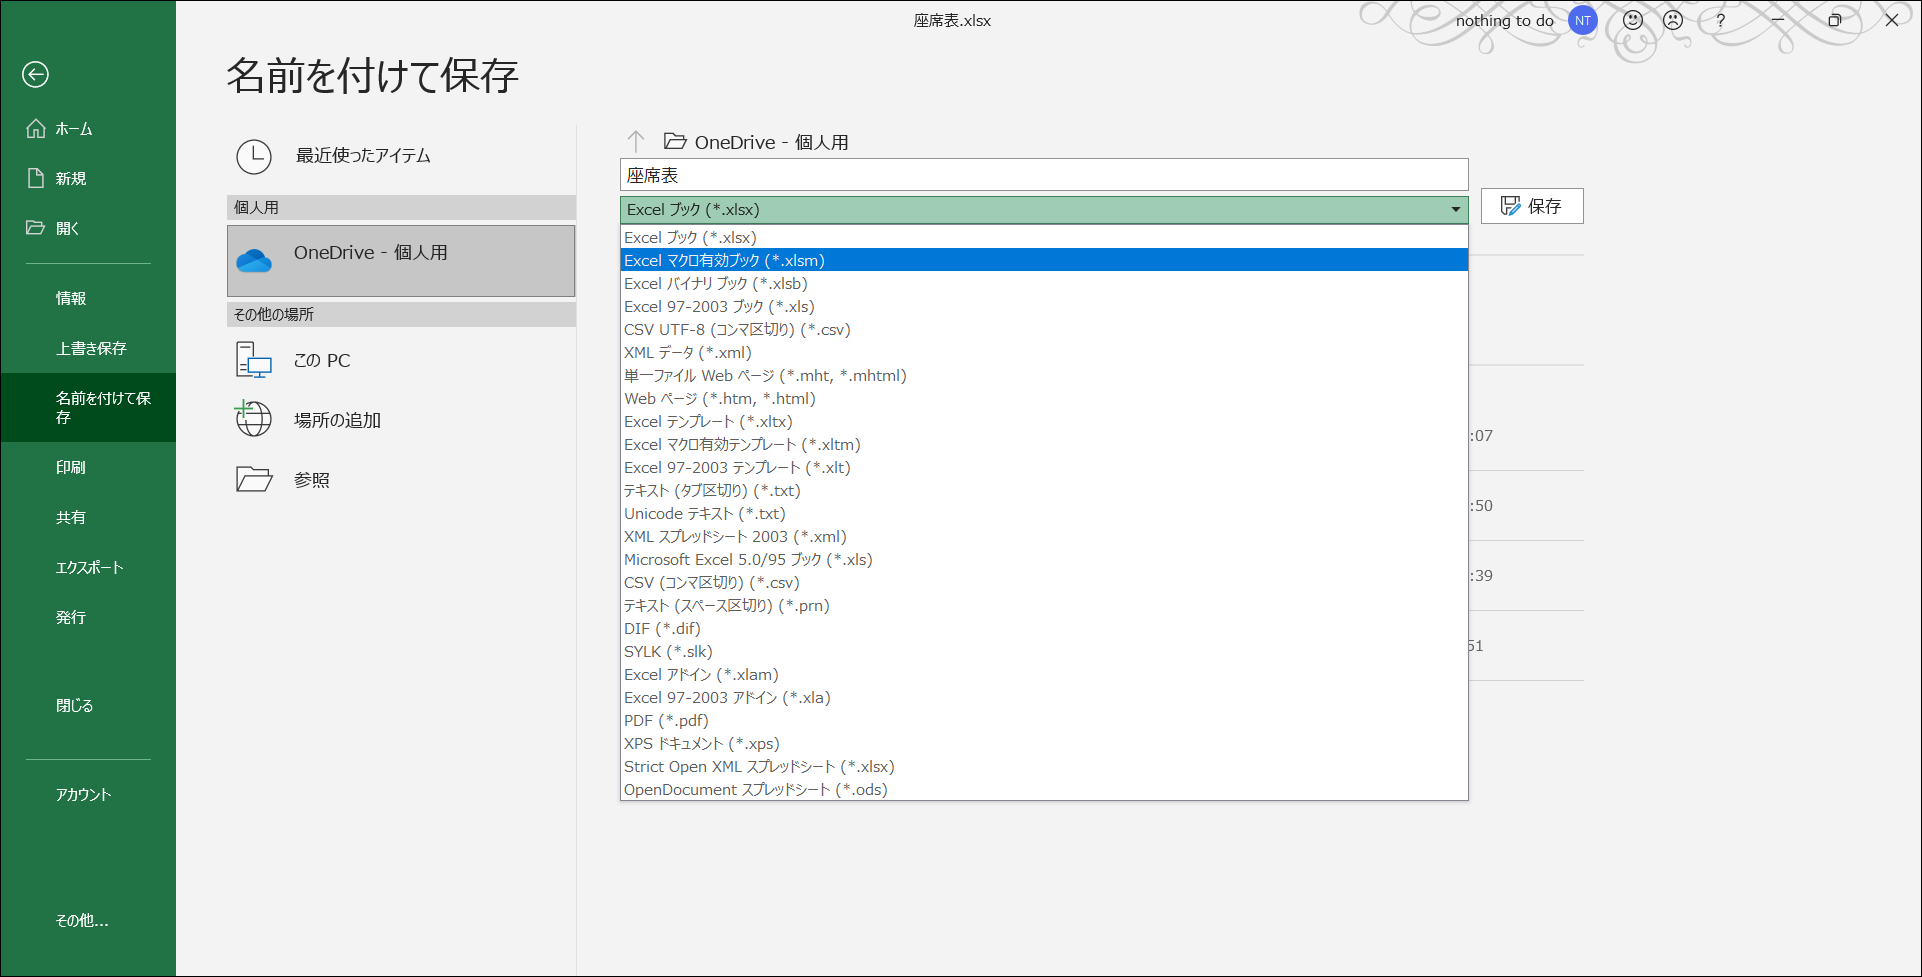 座席表.xlsx
nothing to do
NT
?
名前を付けて保存
ホーム
新規
開く
情報
上書き保存
名前を付けて保
存
印刷
共有
エクスポート
発行
閉じる
アカウント
その他...
最近使ったアイテム
個人用
OneDrive - 個人用
その他の場所
この PC
場所の追加
参照
OneDrive - 個人用
座席表
Excel ブック (*.xlsx)
保存
Excel ブック (*.xlsx)
Excel マクロ有効ブック (*.xlsm)
Excel バイナリ ブック (*.xlsb)
Excel 97-2003 ブック (*.xls)
CSV UTF-8 (コンマ区切り) (*.csv)
XML データ (*.xml)
単一ファイル Web ページ (*.mht, *.mhtml)
Web ページ (*.htm, *.html)
Excel テンプレート (*.xltx)
Excel マクロ有効テンプレート (*.xltm)
Excel 97-2003 テンプレート (*.xlt)
テキスト (タブ区切り) (*.txt)
Unicode テキスト (*.txt)
XML スプレッドシート 2003 (*.xml)
Microsoft Excel 5.0/95 ブック (*.xls)
CSV (コンマ区切り) (*.csv)
テキスト (スペース区切り) (*.prn)
DIF (*.dif)
SYLK (*.slk)
Excel アドイン (*.xlam)
Excel 97-2003 アドイン (*.xla)
PDF (*.pdf)
XPS ドキュメント (*.xps)
Strict Open XML スプレッドシート (*.xlsx)
OpenDocument スプレッドシート (*.ods)
:07
:50
:39
51